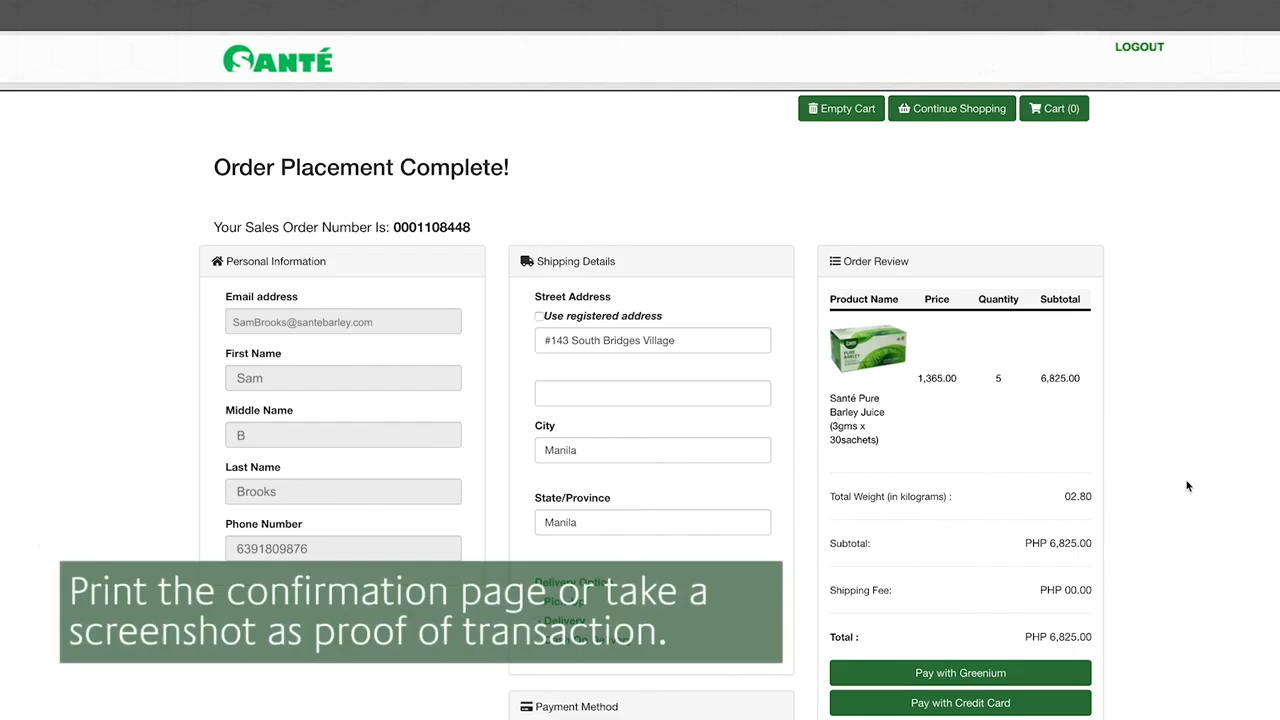 SANTÉ
LOGOUT
Empty Cart
Continue Shopping
Cart (0)
Order Placement Complete!
Your Sales Order Number Is: 0001108448
Personal Information
Email address
SamBrooks@santebarley.com
First Name
Sam
Middle Name
B
Last Name
Brooks
Phone Number
6391809876
Shipping Details
Street Address
Use registered address
#143 South Bridges Village
City
Manila
State/Province
Manila
Print the confirmation page or take a
screenshot as proof of transaction.
Payment Method
Order Review
Product Name Price Quantity Subtotal
PURE
BARLEY
1,365.00 5 6,825.00
Santé Pure
Barley Juice
(3gms x
30sachets)
Total Weight (in kilograms) : 02.80
Subtotal: PHP 6,825.00
Shipping Fee: PHP 00.00
Total : PHP 6,825.00
Pay with Greenium
Pay with Credit Card